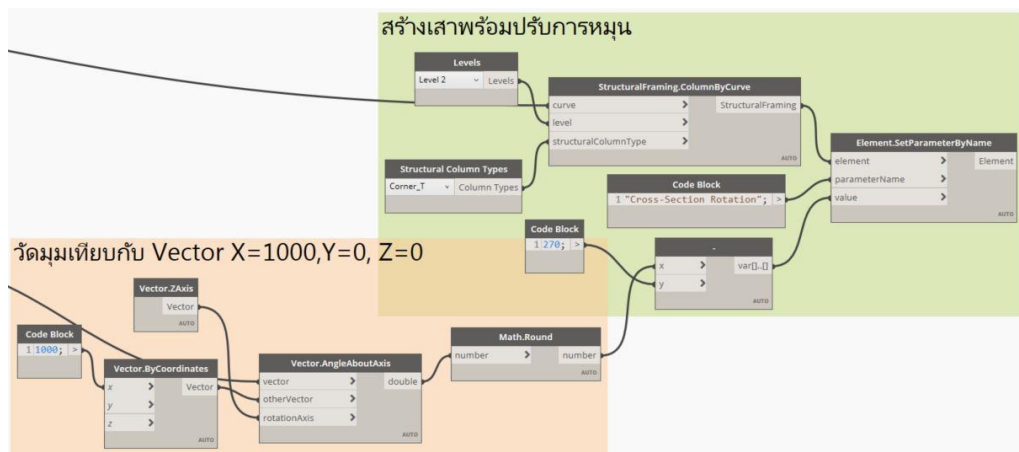 สร้างเสาพร้อมปรับการหมุน
Levels
Level 2 Levels
StructuralFraming.ColumnByCurve
curve > StructuralFraming
level >
structuralColumnType >
AUTO
Structural Column Types
Corner_T Column Types
Element.SetParameterByName
element > Element
parameterName >
value >
AUTO
Code Block
1 "Cross-Section Rotation"; >
Code Block
1 270; >
-
x > var[]..[]
y >
AUTO
วัดมุมเทียบกับ Vector X=1000,Y=0, Z=0
Vector.ZAxis
Vector
AUTO
Code Block
1 1000; >
Vector.ByCoordinates
x > Vector
y >
z >
AUTO
Vector.AngleAboutAxis
vector > double
otherVector >
rotationAxis >
AUTO
Math.Round
number > number
AUTO